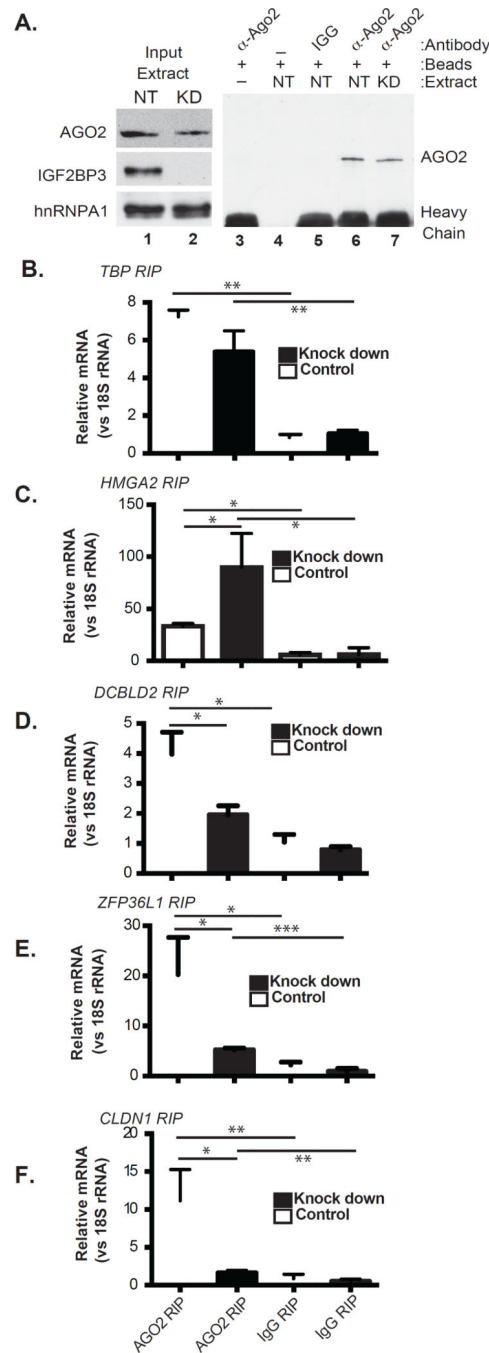 A.
Input
Extract
NT KD
AGO2
IGF2BP3
hnRNPA1
1 2
α-Ago2 – IGG α-Ago2 α-Ago2 :Antibody
+ + + + + :Beads
– NT NT NT KD :Extract
AGO2
Heavy
Chain
3 4 5 6 7
B.
TBP RIP
** **
Relative mRNA
(vs 18S rRNA)
8
6
4
2
0
Knock down
Control
C.
HMGA2 RIP
* * *
Relative mRNA
(vs 18S rRNA)
150
100
50
0
Knock down
Control
D.
DCBLD2 RIP
* *
Relative mRNA
(vs 18S rRNA)
5
4
3
2
1
0
Knock down
Control
E.
ZFP36L1 RIP
* * ***
Relative mRNA
(vs 18S rRNA)
30
20
10
0
Knock down
Control
F.
CLDN1 RIP
** * **
Relative mRNA
(vs 18S rRNA)
20
15
10
5
0
Knock down
Control
AGO2 RIP AGO2 RIP IgG RIP IgG RIP